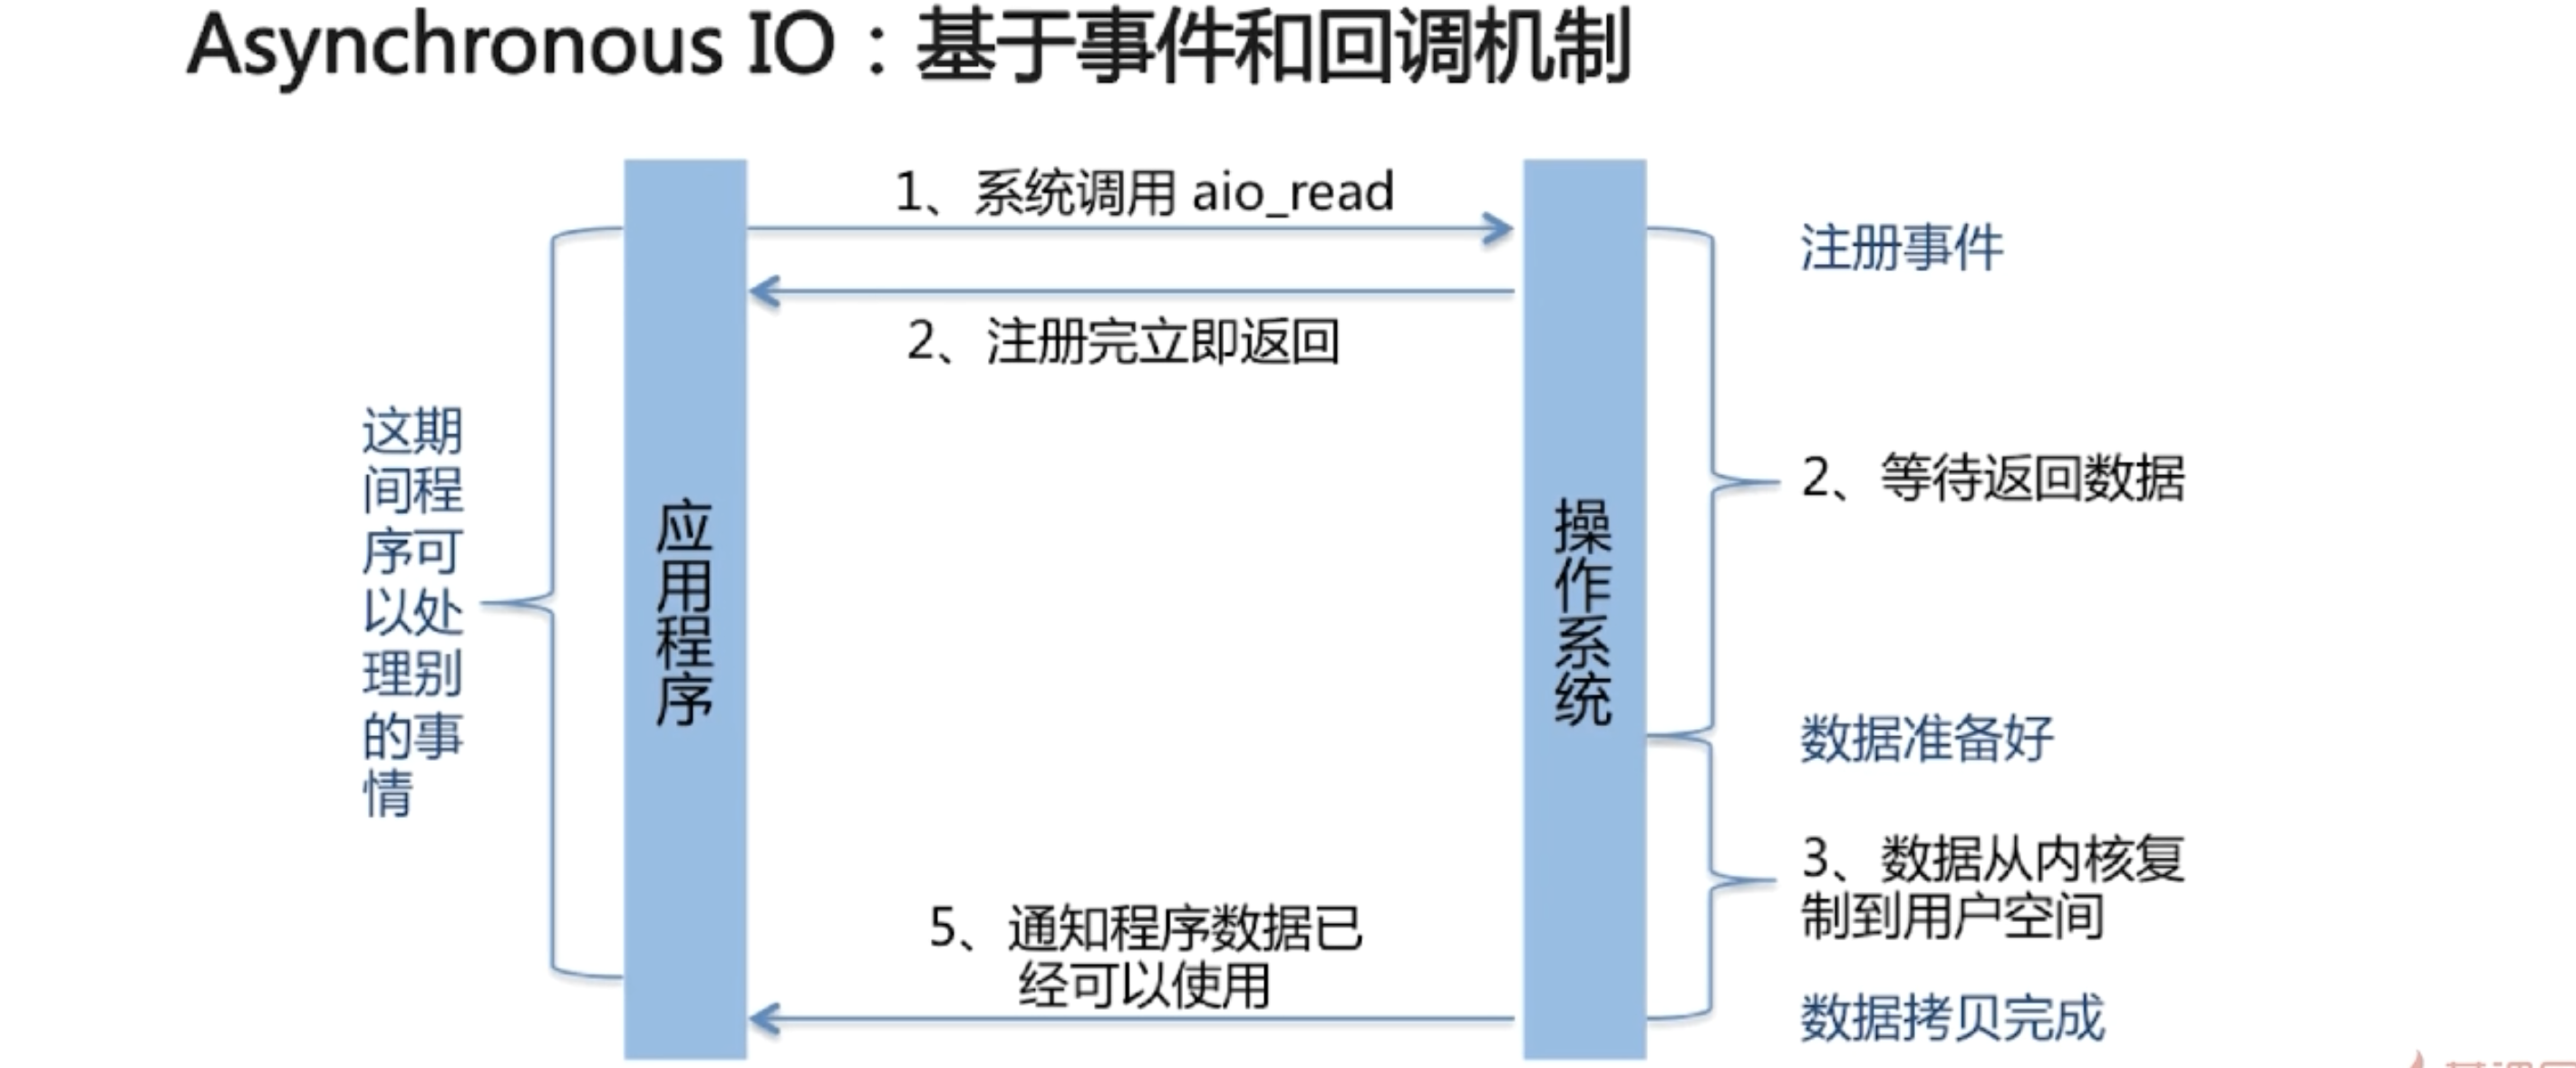 Asynchronous IO：基于事件和回调机制
1、系统调用 aio_read
注册事件
2、注册完立即返回
这期
间程
序可
以处
理别
的事
情
应用程序
操作系统
2、等待返回数据
数据准备好
3、数据从内核复
制到用户空间
5、通知程序数据已
经可以使用
数据拷贝完成